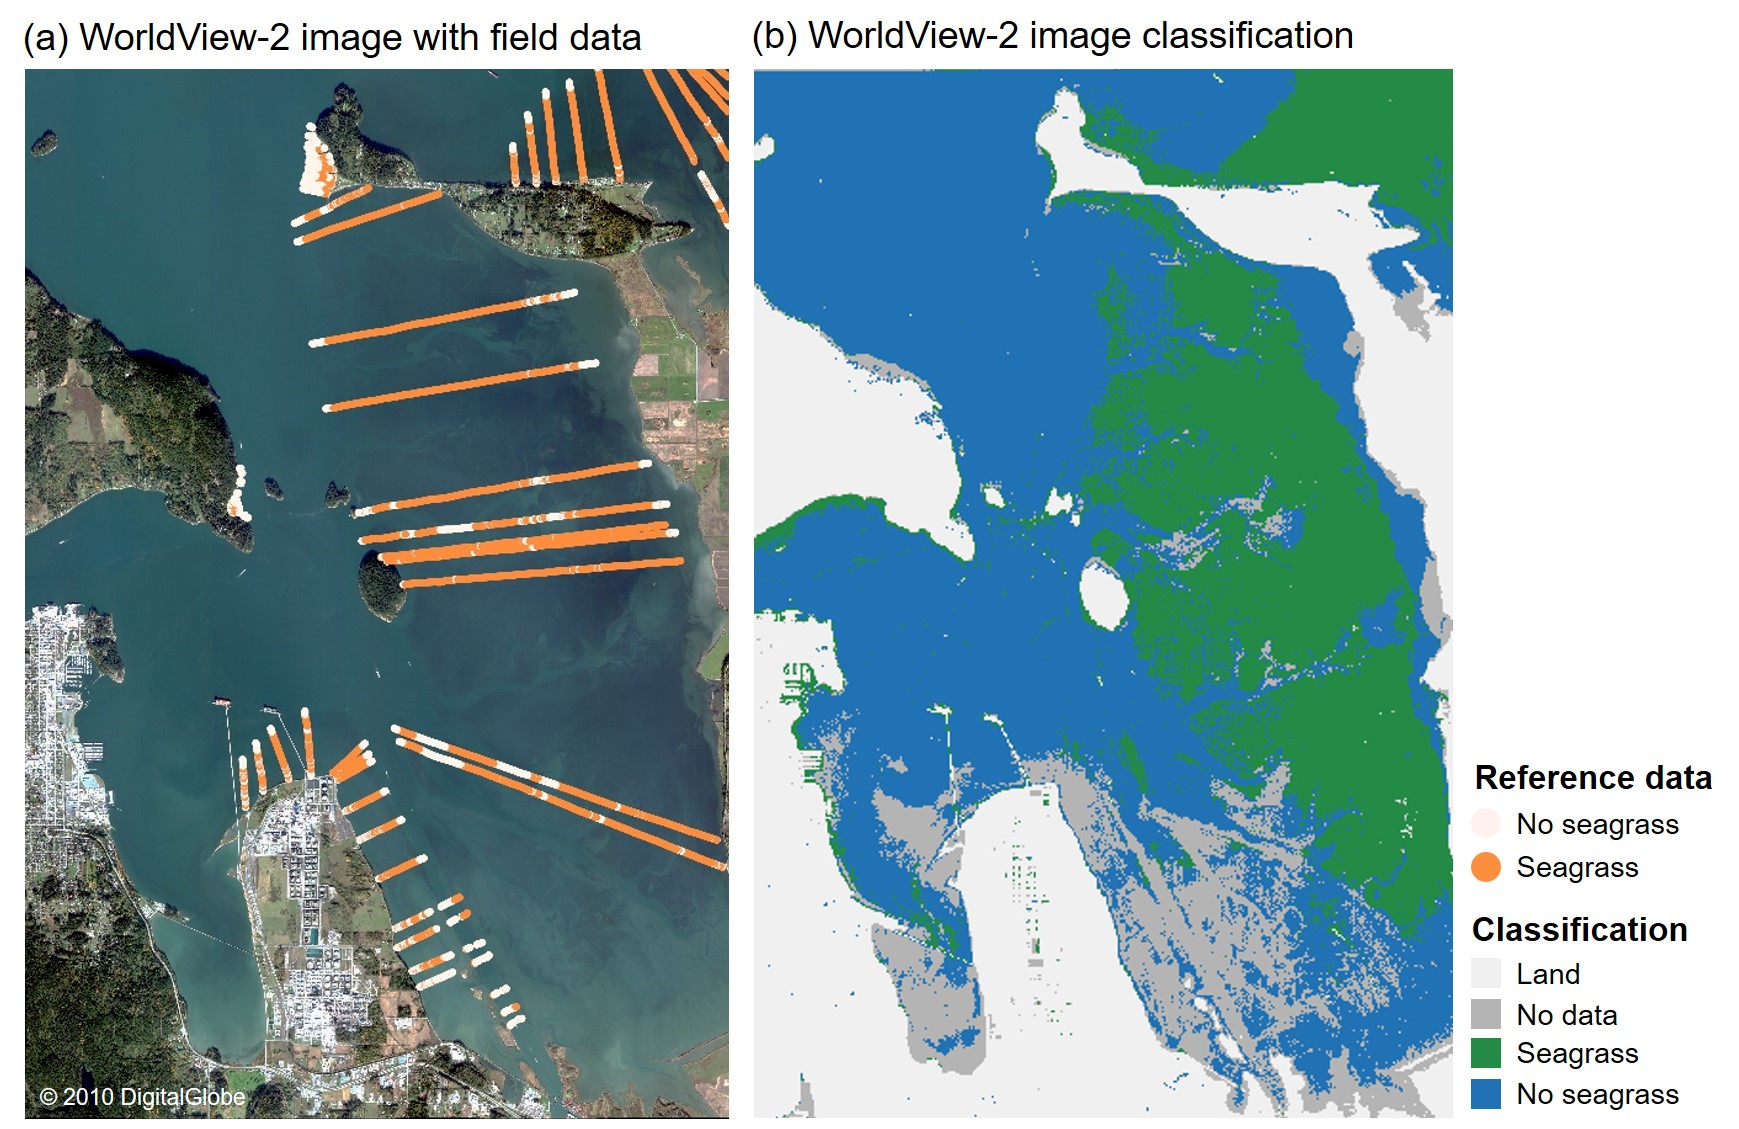 (a) WorldView-2 image with field data
(b) WorldView-2 image classification
Reference data
No seagrass
Seagrass
Classification
Land
No data
Seagrass
No seagrass
© 2010 DigitalGlobe